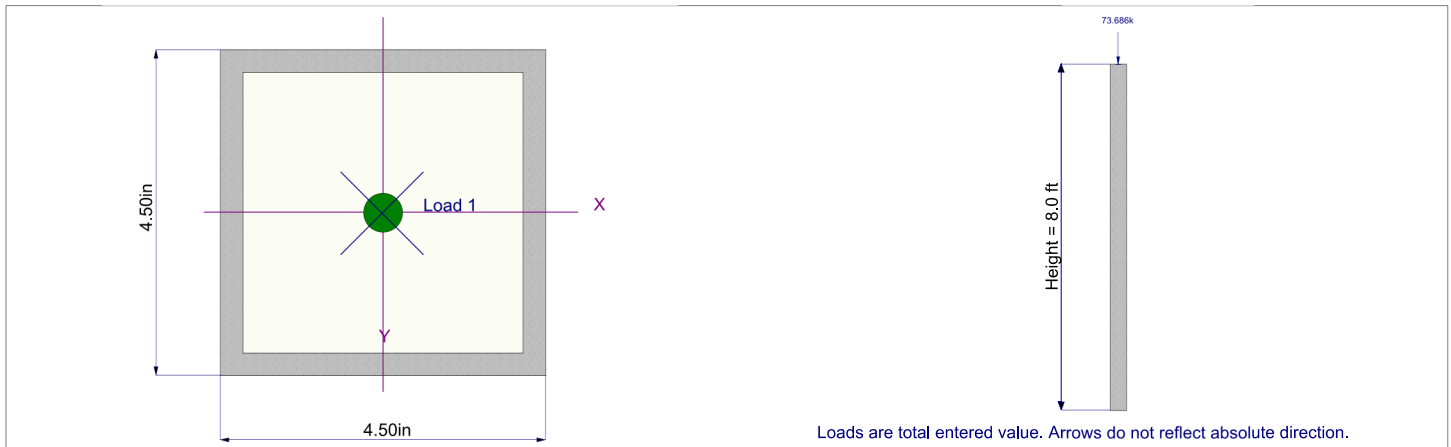 73.686k
4.50in
Load 1
X
Y
4.50in
Height = 8.0 ft
Loads are total entered value. Arrows do not reflect absolute direction.